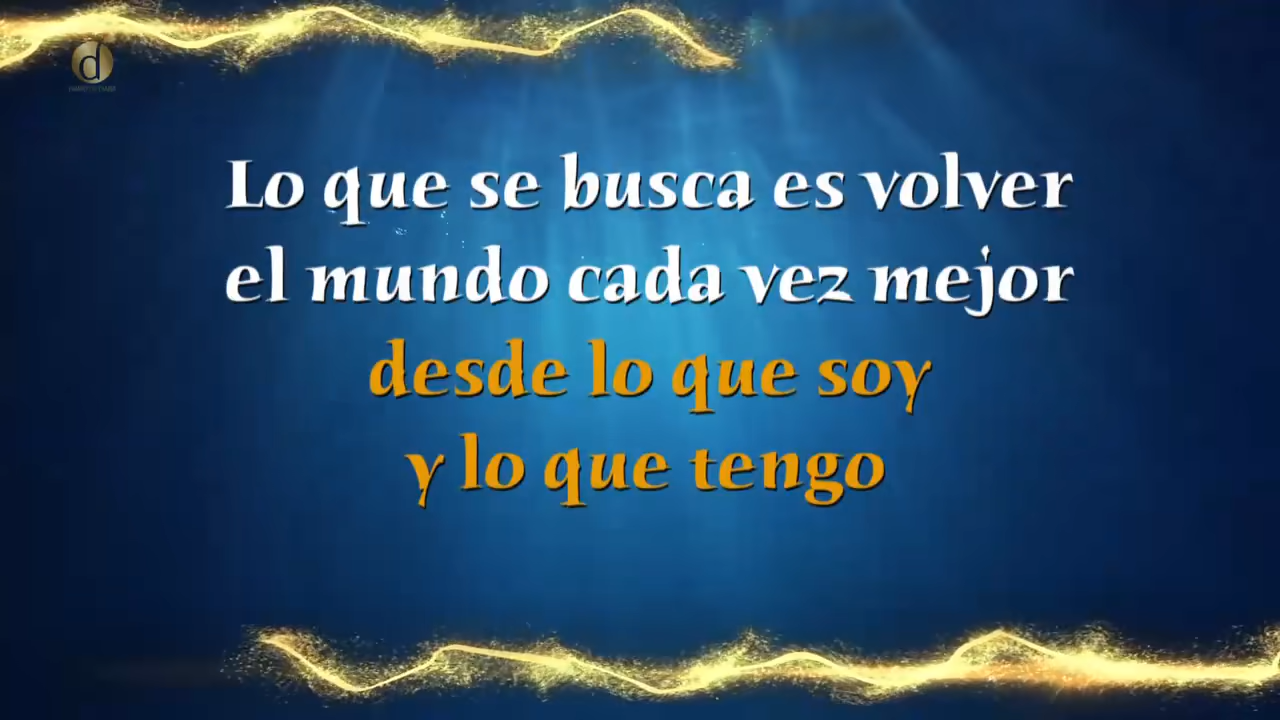 d
Lo que se busca es volver
el mundo cada vez mejor
desde lo que soy
y lo que tengo